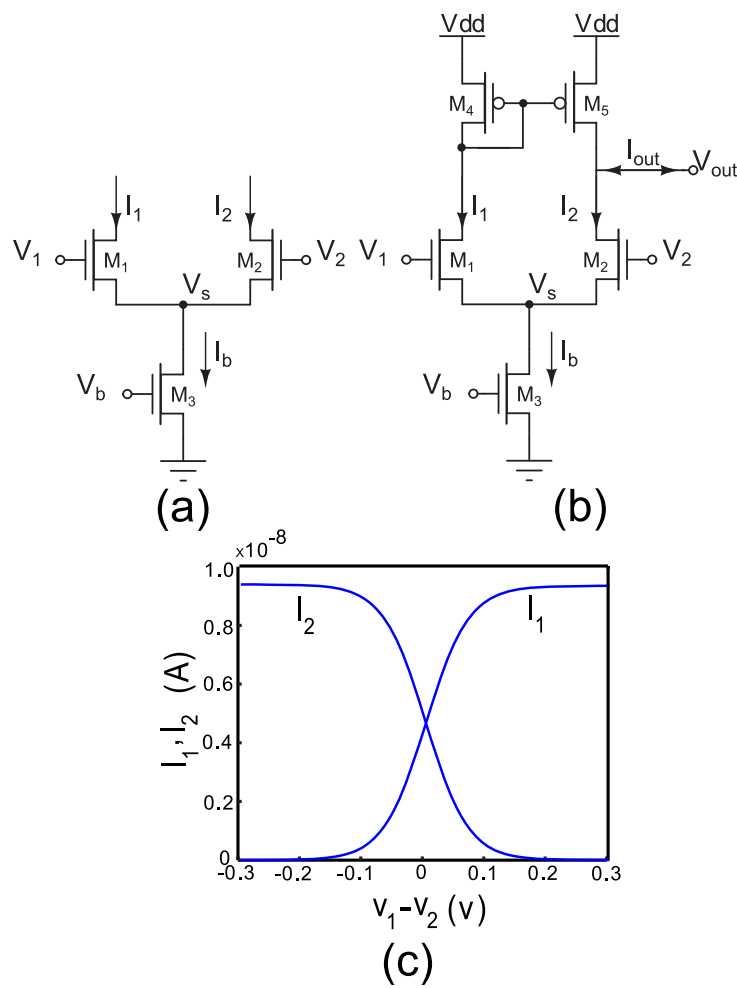 Vdd Vdd
M4 M5
Iout Vout
I1 I2 I1 I2
V1 M1 M2 V2 V1 M1 M2 V2
Vs Vs
Ib Ib
Vb M3 Vb M3
(a) (b)
×10-8
1.0
0.8
0.6
0.4
0.2
0
I2 I1
I1, I2 (A)
-0.3 -0.2 -0.1 0 0.1 0.2 0.3
v1-v2 (v)
(c)